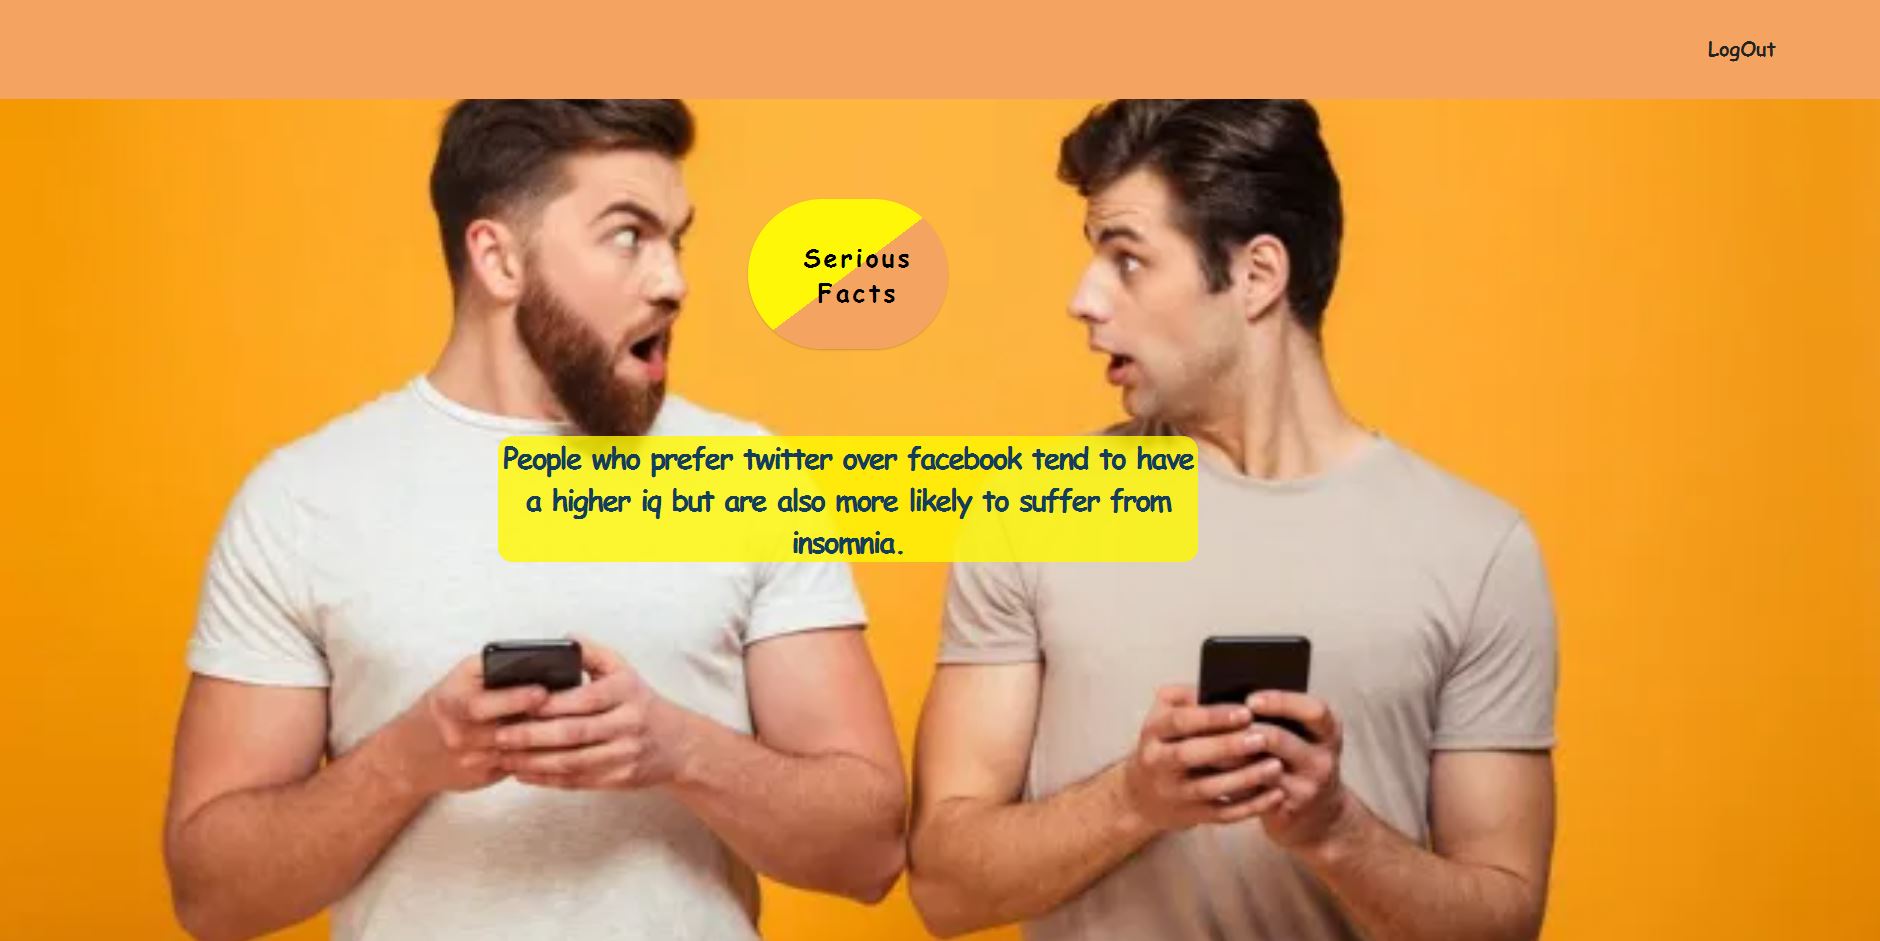 LogOut
Serious
Facts
People who prefer twitter over facebook tend to have
a higher iq but are also more likely to suffer from
insomnia.